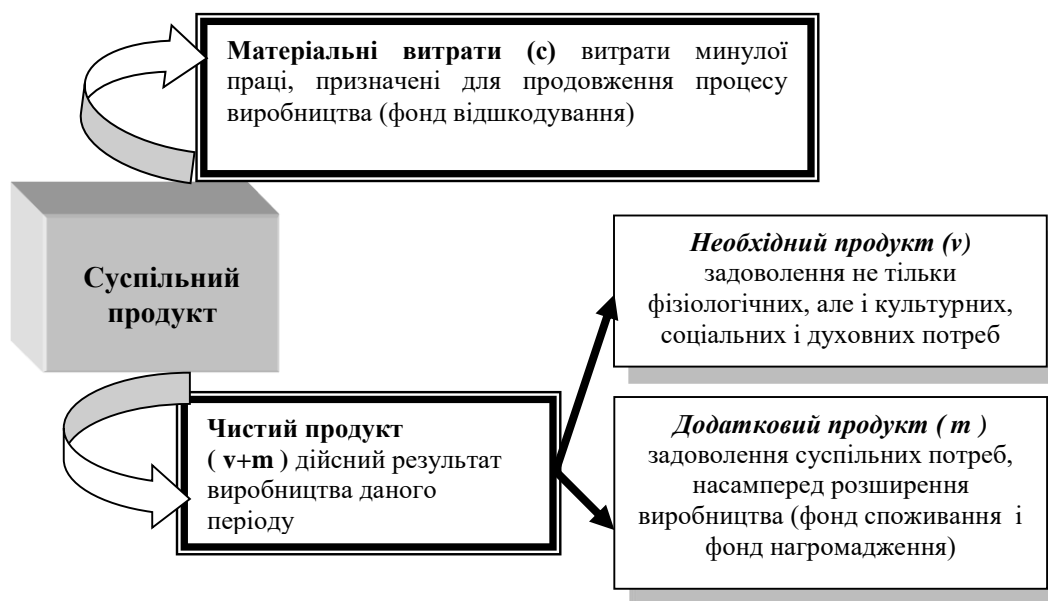 Матеріальні витрати (с) витрати минулої
праці, призначені для продовження процесу
виробництва (фонд відшкодування)
Суспільний
продукт
Необхідний продукт (v)
задоволення не тільки
фізіологічних, але і культурних,
соціальних і духовних потреб
Чистий продукт
( v+m ) дійсний результат
виробництва даного
періоду
Додатковий продукт ( m )
задоволення суспільних потреб,
насамперед розширення
виробництва (фонд споживання і
фонд нагромадження)